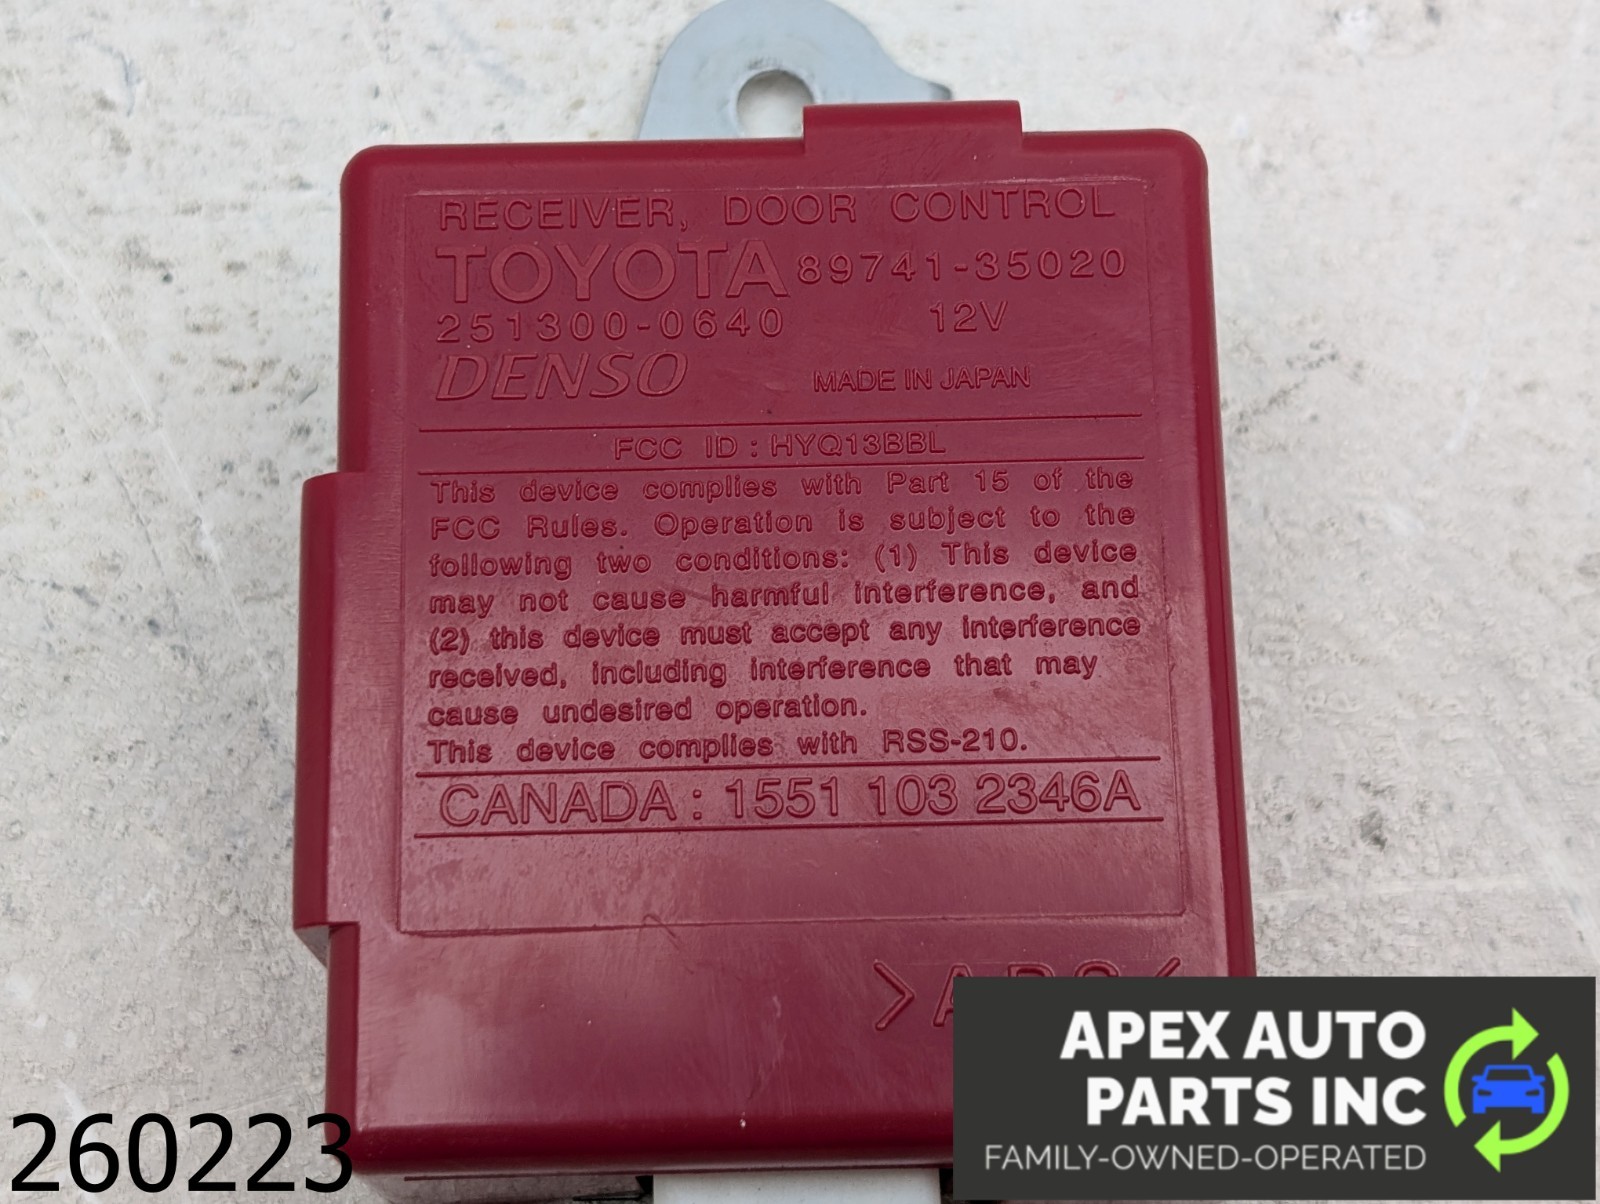 RECEIVER, DOOR CONTROL
TOYOTA 89741-35020
251300-0640 12V
DENSO MADE IN JAPAN
FCC ID : HYQ13BBL
This device complies with Part 15 of the
FCC Rules. Operation is subject to the
following two conditions: (1) This device
may not cause harmful interference, and
(2) this device must accept any interference
received, including interference that may
cause undesired operation.
This device complies with RSS-210.
CANADA : 1551 103 2346A
APEX AUTO
PARTS INC
FAMILY-OWNED-OPERATED
260223